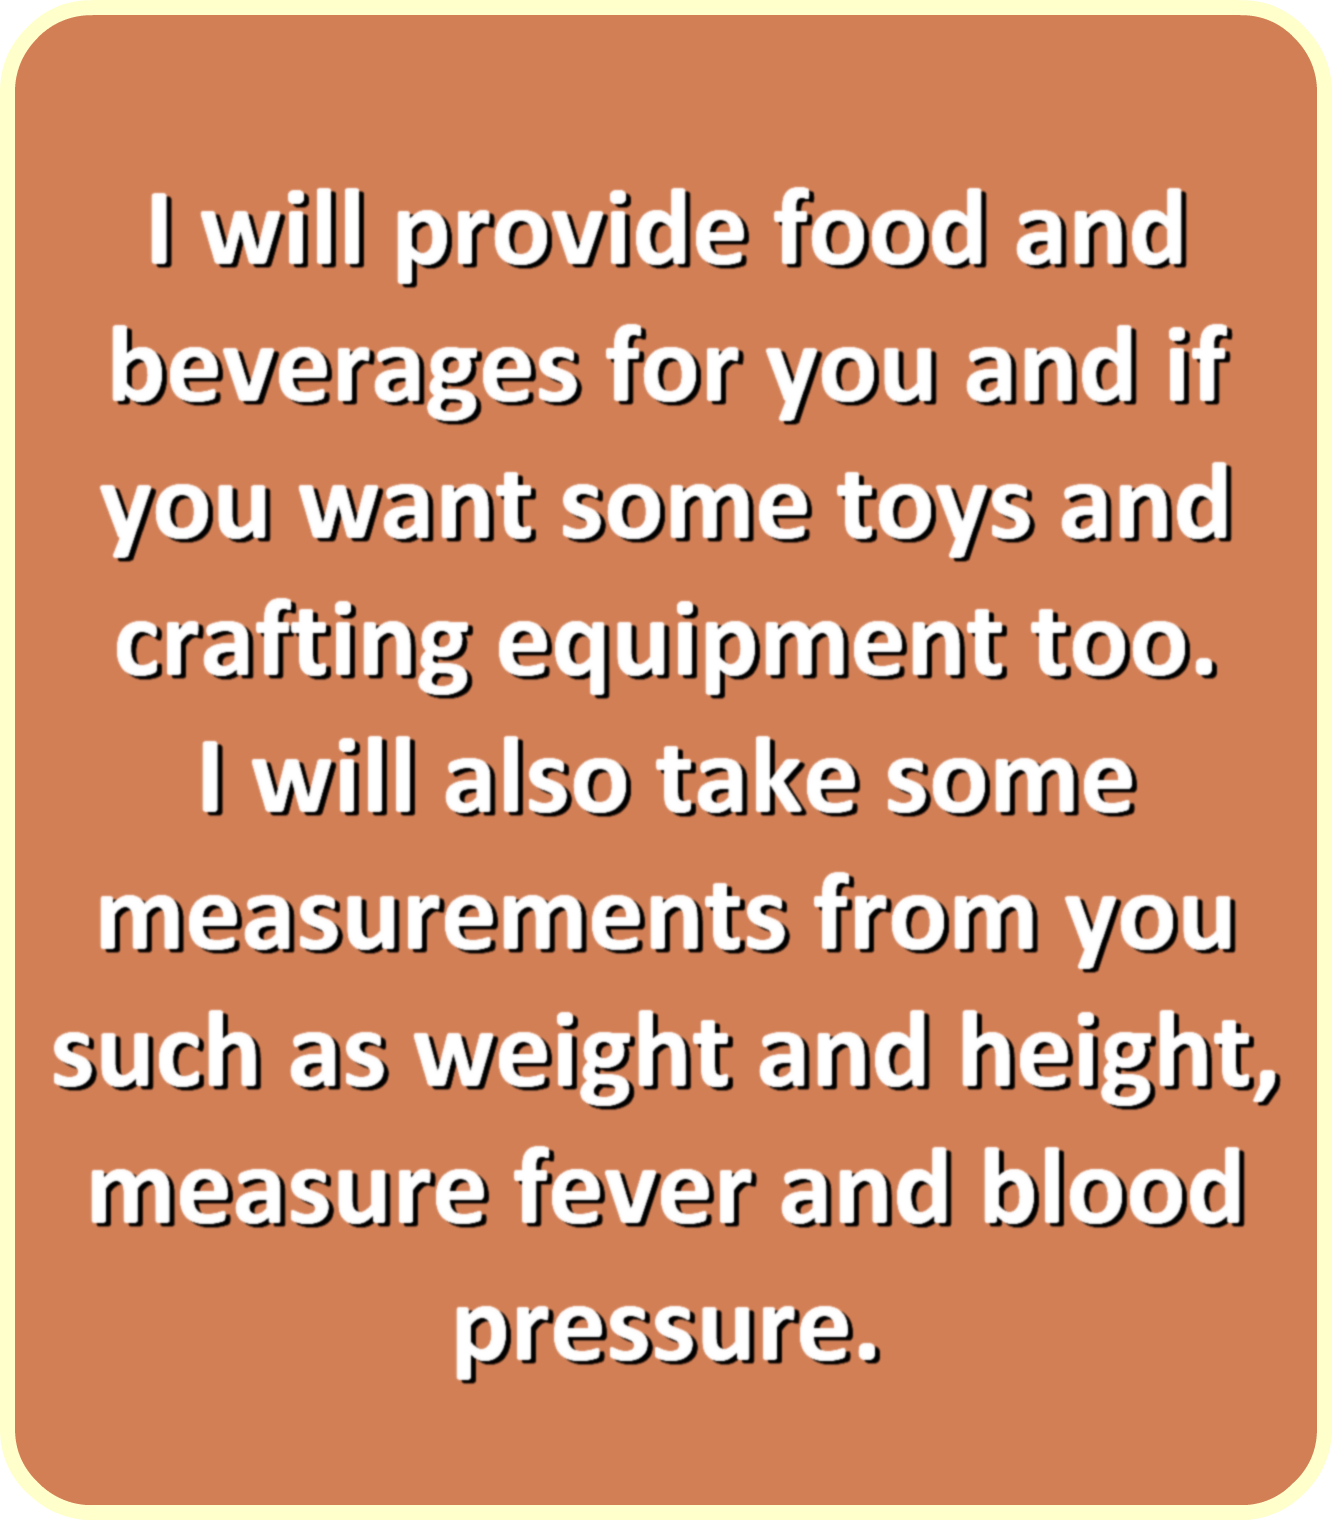 I will provide food and
beverages for you and if
you want some toys and
crafting equipment too.
I will also take some
measurements from you
such as weight and height,
measure fever and blood
pressure.